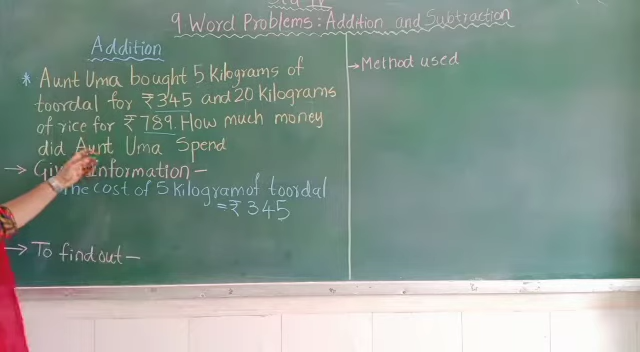 9 Word Problems: Addition and Subtraction
Addition
* Aunt Uma bought 5 kilograms of
toordal for ₹345 and 20 kilograms
of rice for ₹789. How much money
did Aunt Uma Spend
→ Information -
the cost of 5 kilogram of toordal
= ₹ 345
→ To find out -
→ Method used